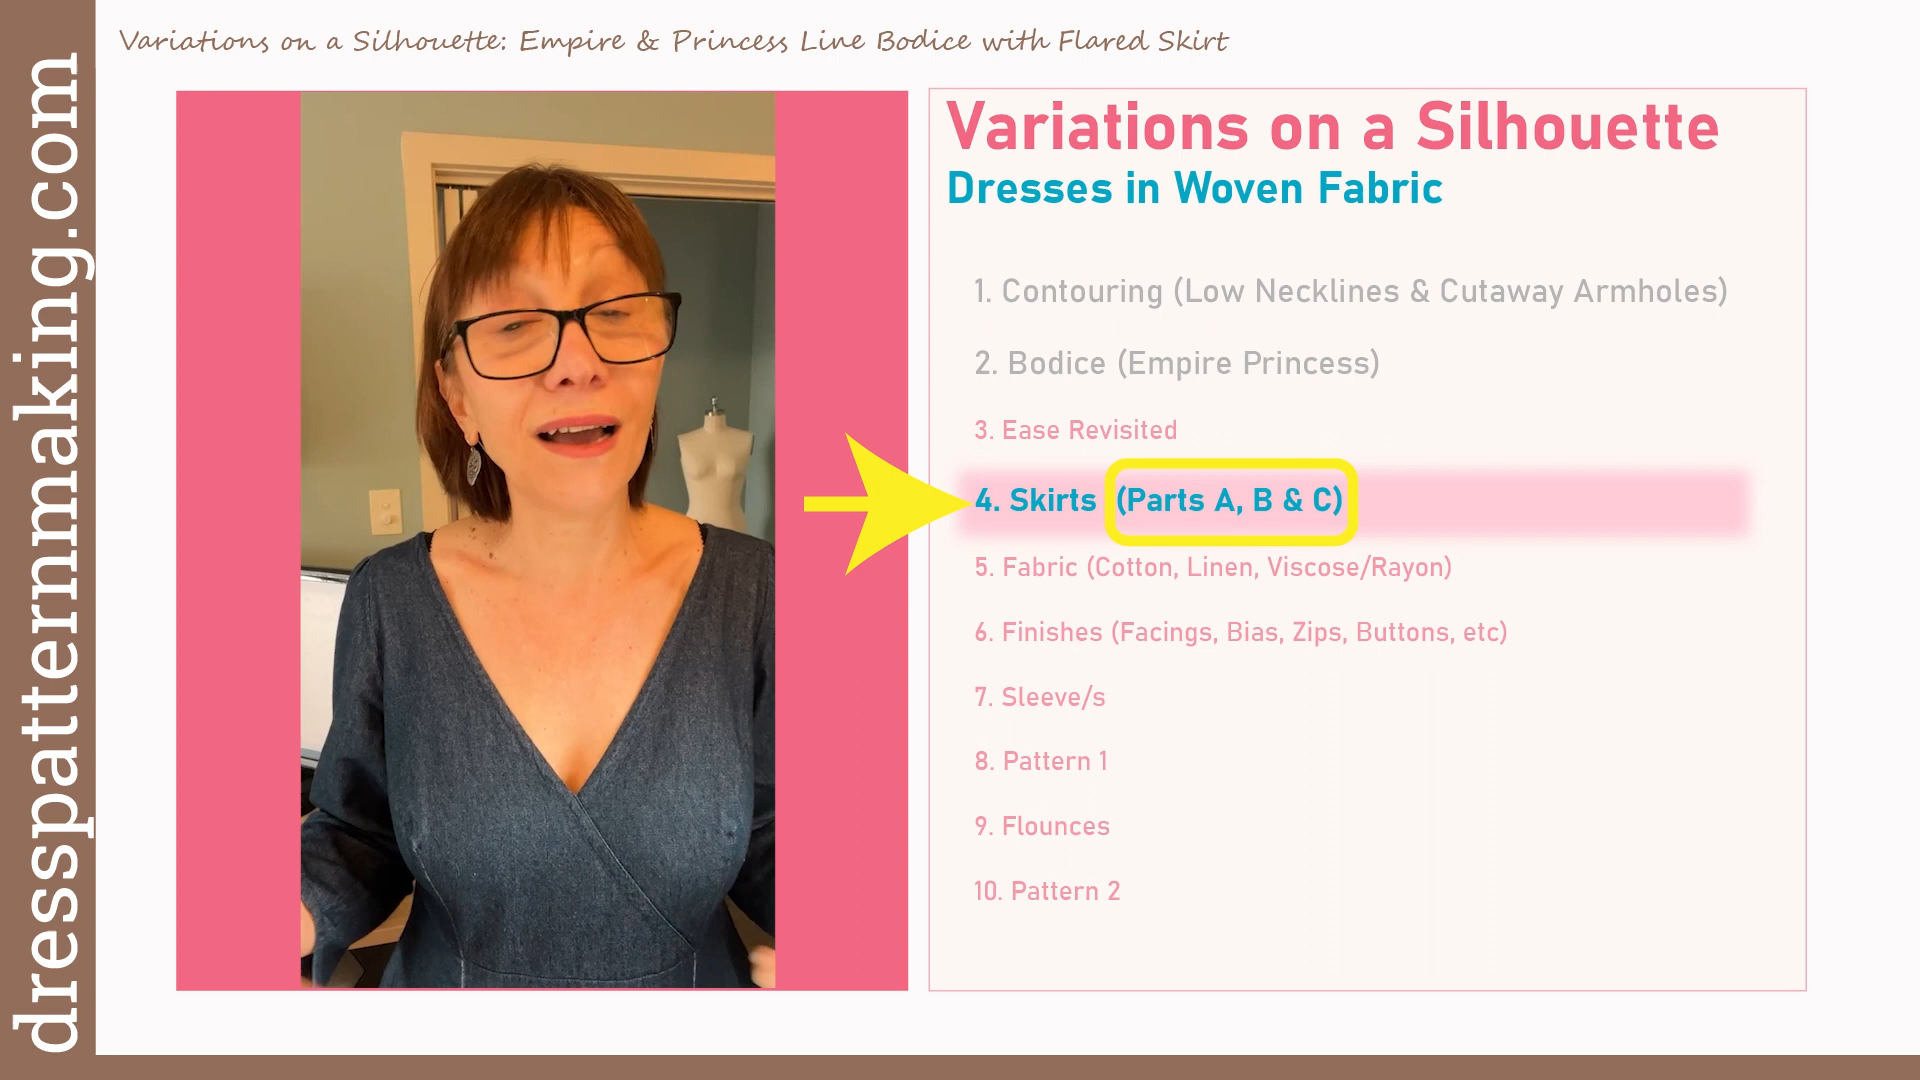 Variations on a Silhouette: Empire & Princess Line Bodice with Flared Skirt
dresspatternmaking.com
Variations on a Silhouette
Dresses in Woven Fabric
1. Contouring (Low Necklines & Cutaway Armholes)
2. Bodice (Empire Princess)
3. Ease Revisited
4. Skirts (Parts A, B & C)
5. Fabric (Cotton, Linen, Viscose/Rayon)
6. Finishes (Facings, Bias, Zips, Buttons, etc)
7. Sleeve/s
8. Pattern 1
9. Flounces
10. Pattern 2